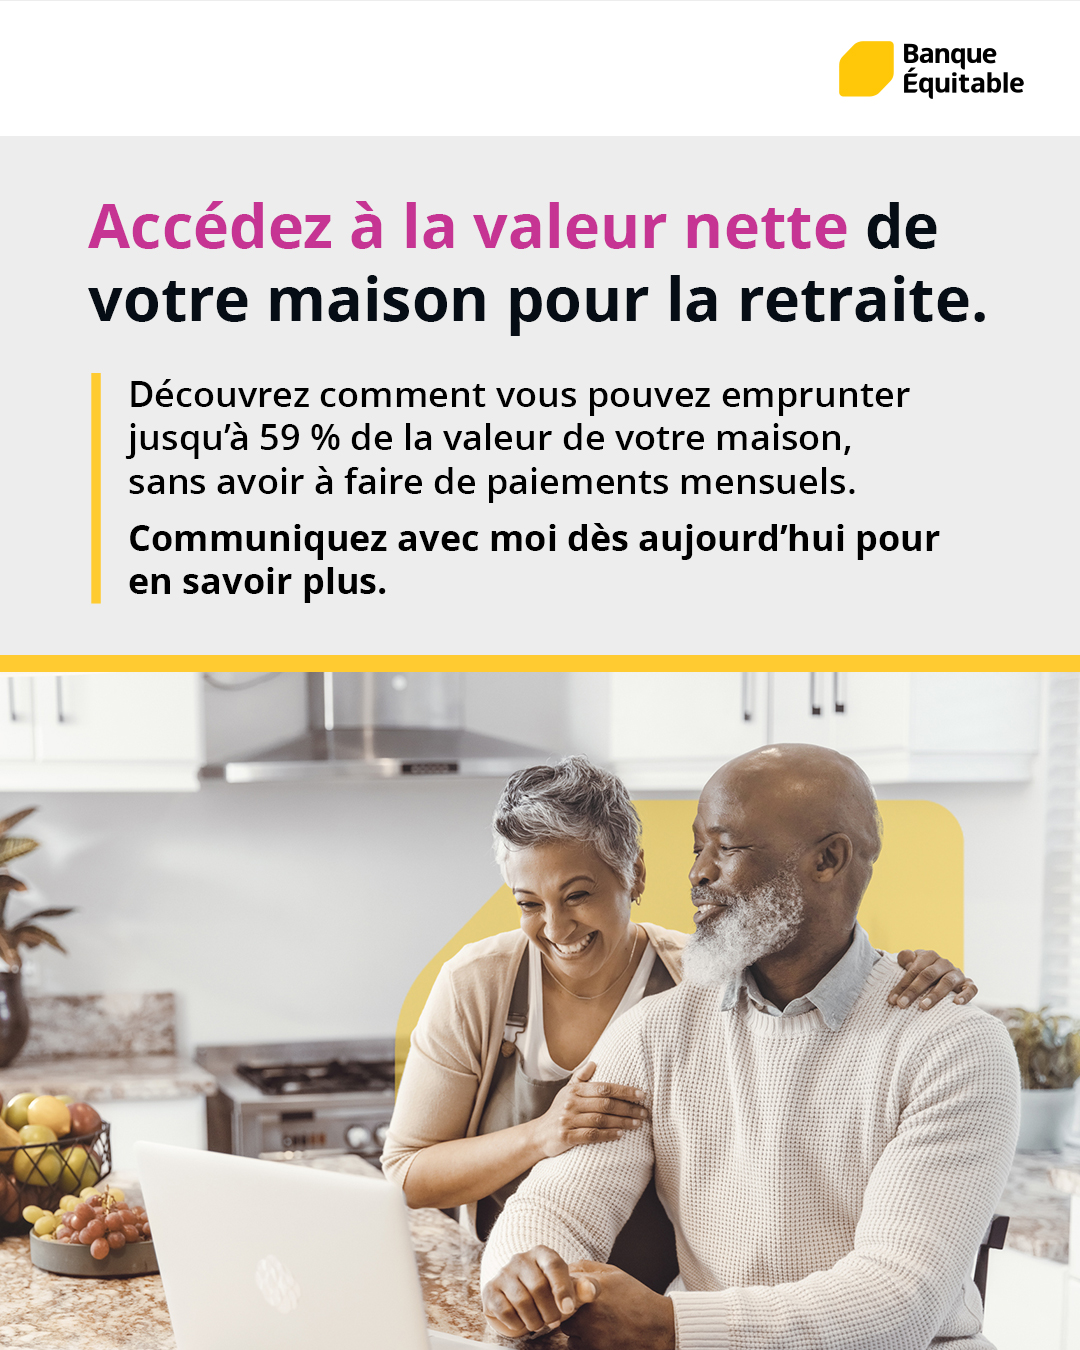 Banque
Équitable
Accédez à la valeur nette de
votre maison pour la retraite.
Découvrez comment vous pouvez emprunter
jusqu’à 59 % de la valeur de votre maison,
sans avoir à faire de paiements mensuels.
Communiquez avec moi dès aujourd’hui pour
en savoir plus.